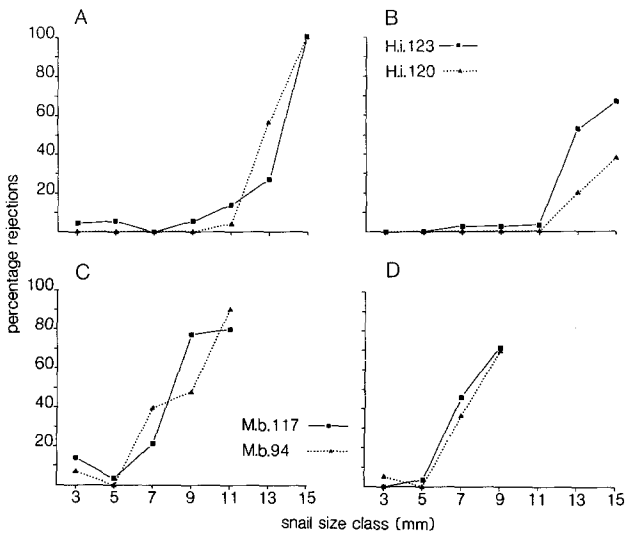 A
B
100
80
60
40
20
H.i.123
H.i.120
percentage rejections
C
D
100
80
60
40
20
M.b.117
M.b.94
3 5 7 9 11 13 15
3 5 7 9 11 13 15
snail size class (mm)